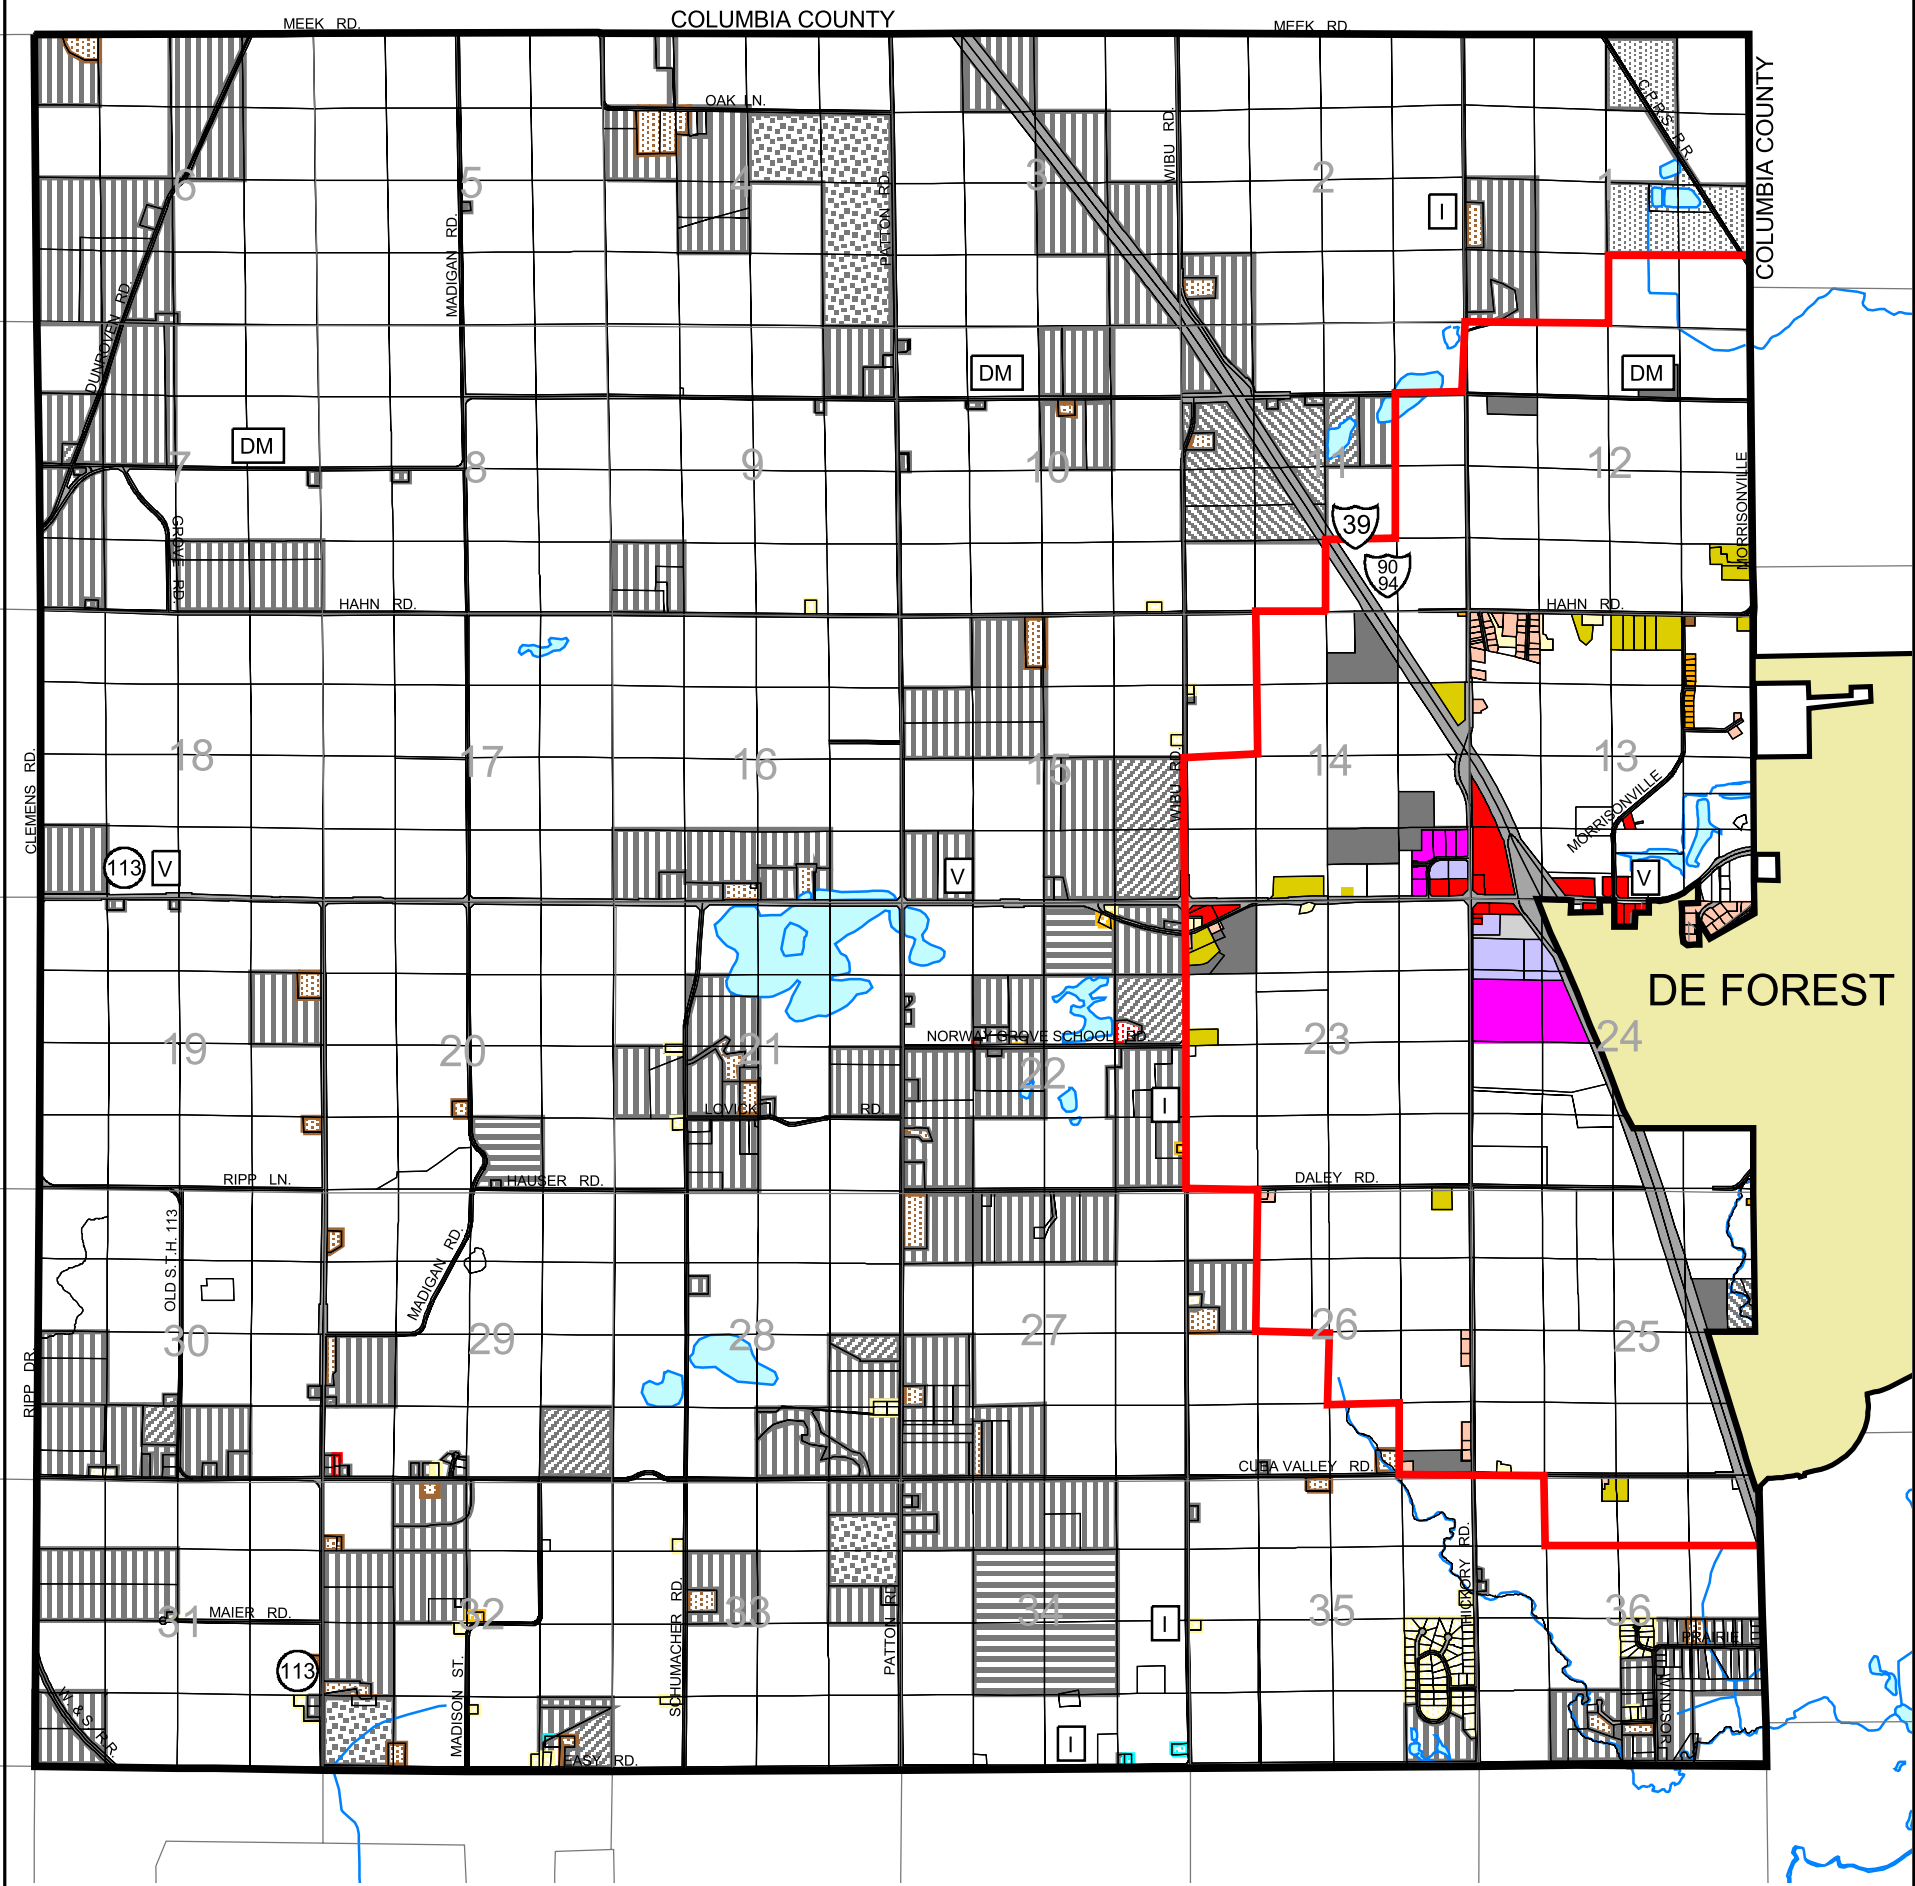 COLUMBIA COUNTY
MEEK RD.
MEEK RD.
COLUMBIA COUNTY
OAK LN.
C.P.R.S. R.R.
WIBU RD.
PATTON RD.
MADIGAN RD.
DUNROVEN RD.
6
5
4
3
2
1
I
DM
DM
DM
7
8
9
10
11
12
MORRISONVILLE
39
90
94
GROVE RD.
HAHN RD.
HAHN RD.
18
17
16
15
14
13
CLEMENS RD.
WIBU RD.
MORRISONVILLE
113
V
V
V
DE FOREST
19
20
21
22
23
24
NORWAY GROVE SCHOOL RD
LOVICK RD.
I
RIPP LN.
HAUSER RD.
DALEY RD.
OLD S.T.H. 113
MADIGAN RD.
30
29
28
27
26
25
RIPP DR.
CUBA VALLEY RD.
HICKORY RD.
31
32
33
34
35
36
MAIER RD.
SCHUMACHER RD.
PATTON RD.
I
PRAIRIE
WINDSOR
113
MADISON ST.
W & S R.R.
EASY RD.
I